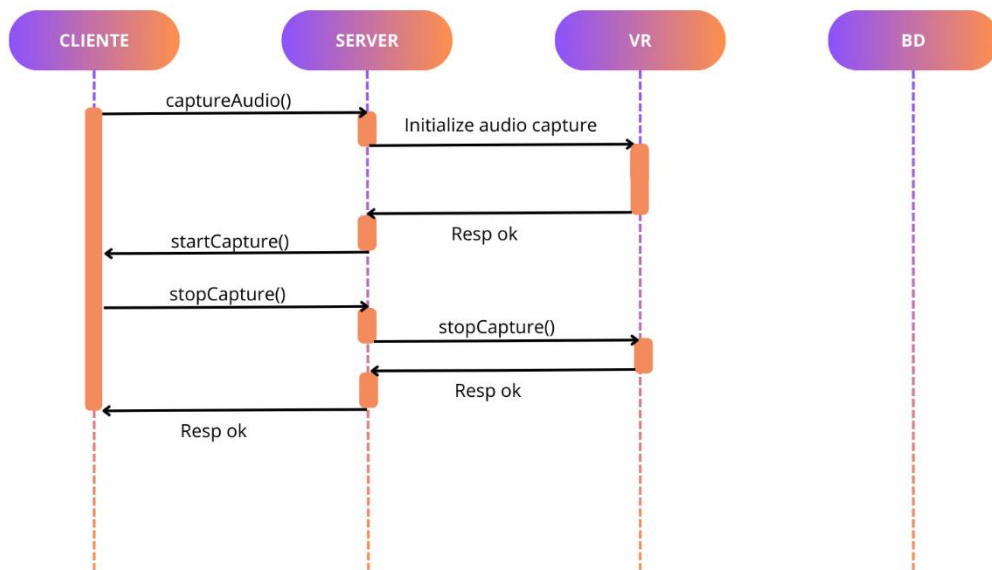 CLIENTE
SERVER
VR
BD
captureAudio()
Initialize audio capture
Resp ok
startCapture()
stopCapture()
stopCapture()
Resp ok
Resp ok